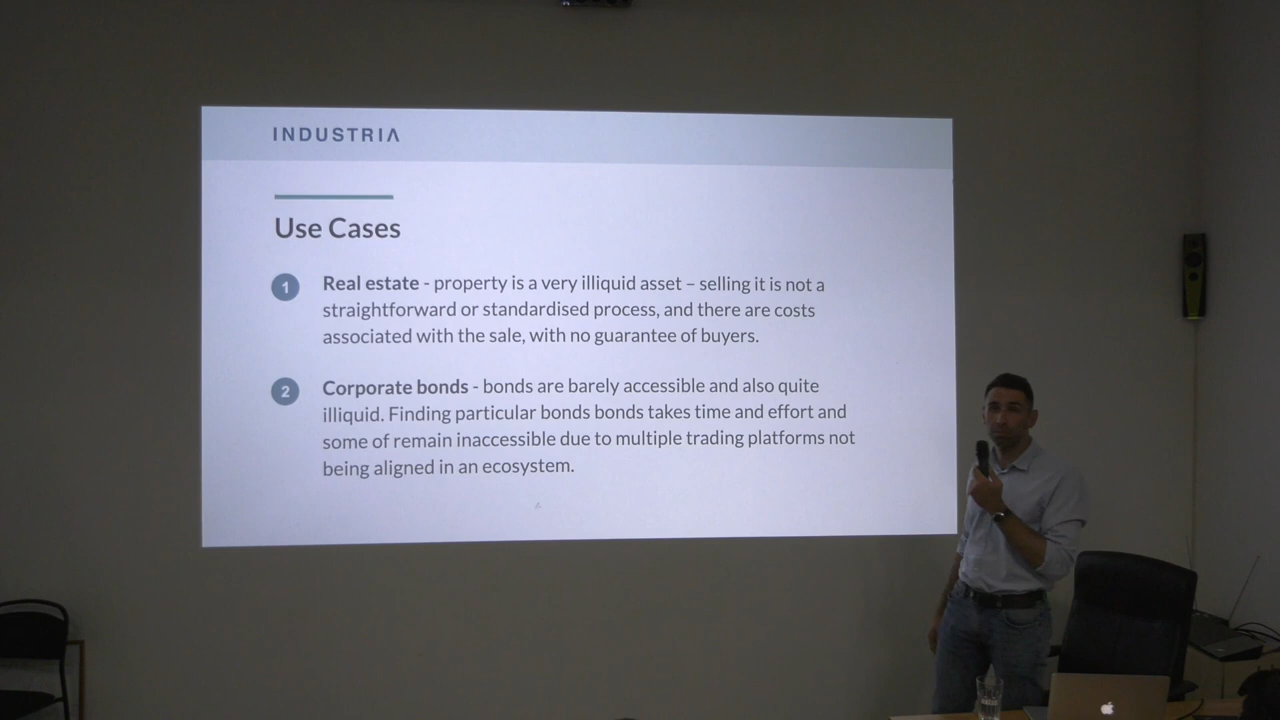 INDUSTRIA
Use Cases
1 Real estate - property is a very illiquid asset – selling it is not a
straightforward or standardised process, and there are costs
associated with the sale, with no guarantee of buyers.
2 Corporate bonds - bonds are barely accessible and also quite
illiquid. Finding particular bonds bonds takes time and effort and
some of remain inaccessible due to multiple trading platforms not
being aligned in an ecosystem.